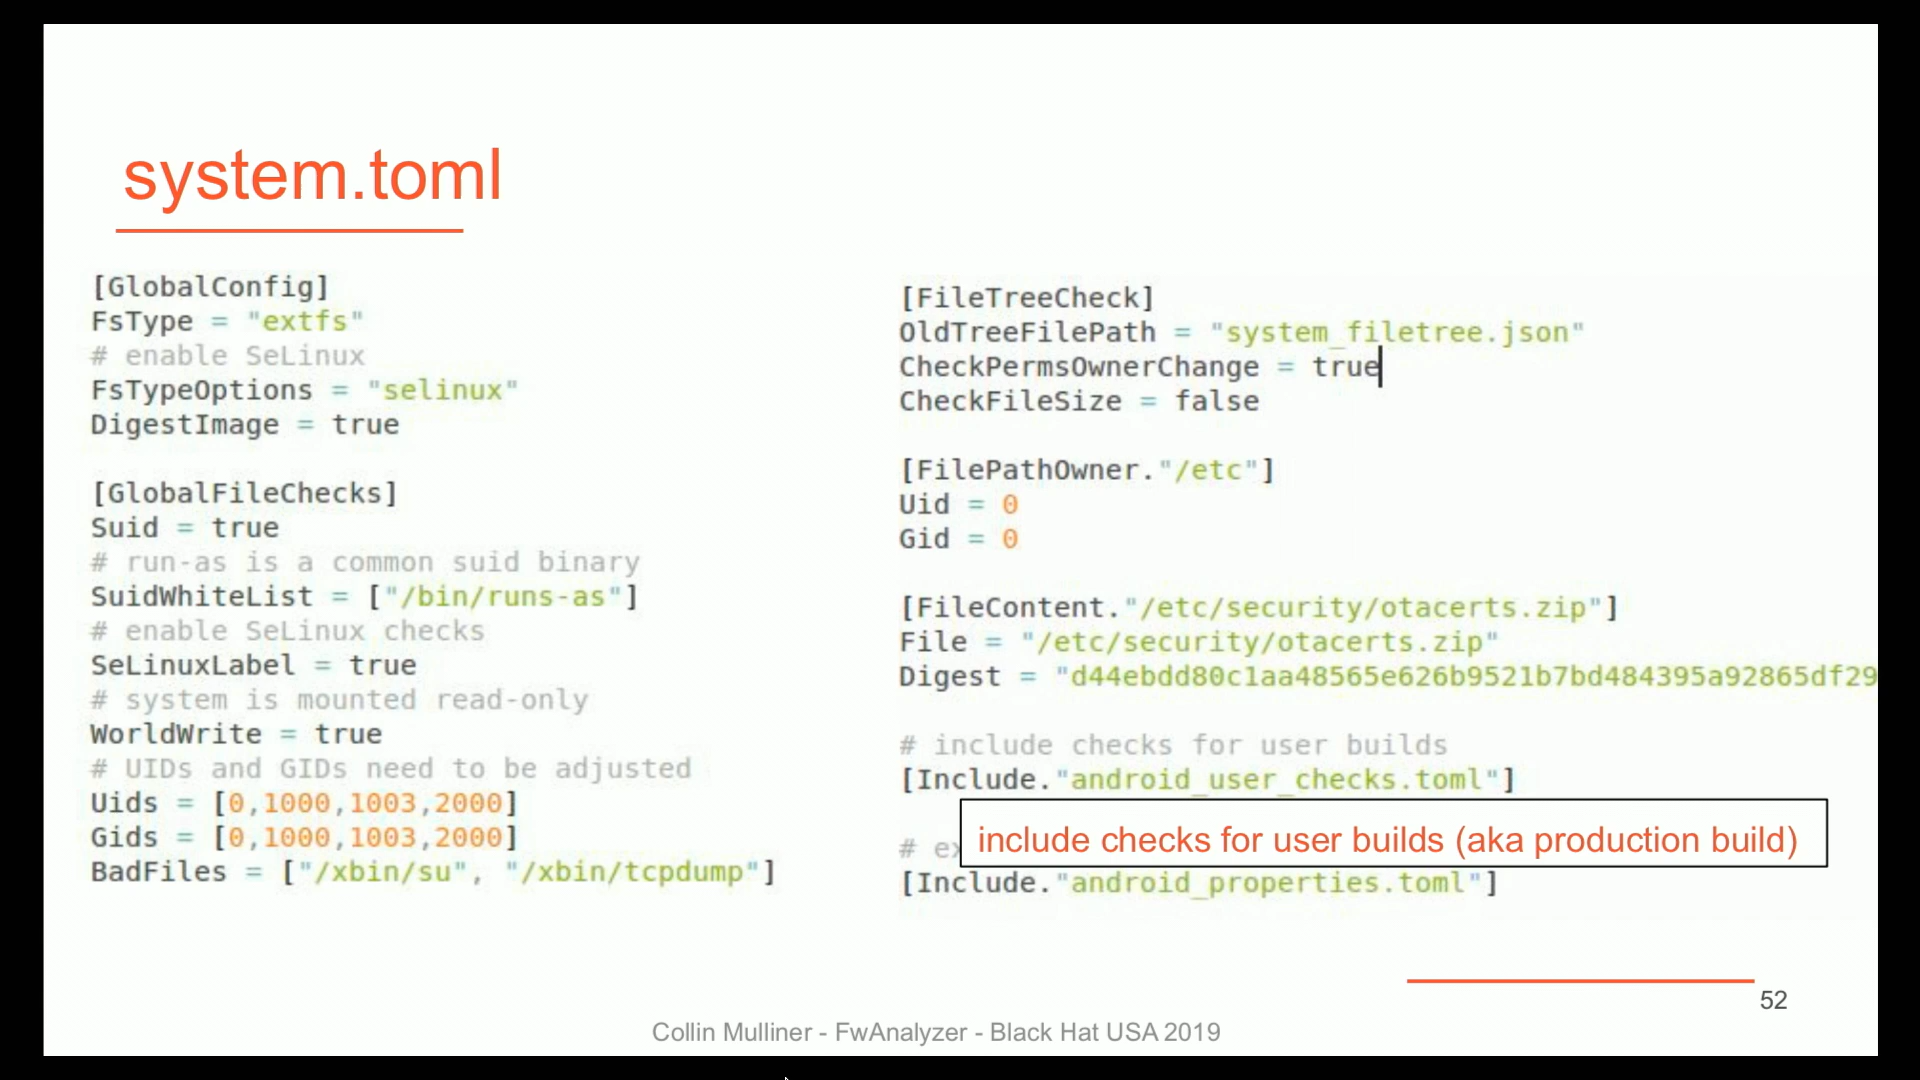 system.toml
[GlobalConfig]
FsType = "extfs"
# enable SeLinux
FsTypeOptions = "selinux"
DigestImage = true
[GlobalFileChecks]
Suid = true
# run-as is a common suid binary
SuidWhiteList = ["/bin/runs-as"]
# enable SeLinux checks
SeLinuxLabel = true
# system is mounted read-only
WorldWrite = true
# UIDs and GIDs need to be adjusted
Uids = [0,1000,1003,2000]
Gids = [0,1000,1003,2000]
BadFiles = ["/xbin/su", "/xbin/tcpdump"]
[FileTreeCheck]
OldTreeFilePath = "system_filetree.json"
CheckPermsOwnerChange = true
CheckFileSize = false
[FilePathOwner."/etc"]
Uid = 0
Gid = 0
[FileContent."/etc/security/otacerts.zip"]
File = "/etc/security/otacerts.zip"
Digest = "d44ebdd80c1aa48565e626b9521b7bd484395a92865df29
# include checks for user builds
[Include."android_user_checks.toml"]
include checks for user builds (aka production build)
#
[Include."android_properties.toml"]
52
Collin Mulliner - FwAnalyzer - Black Hat USA 2019